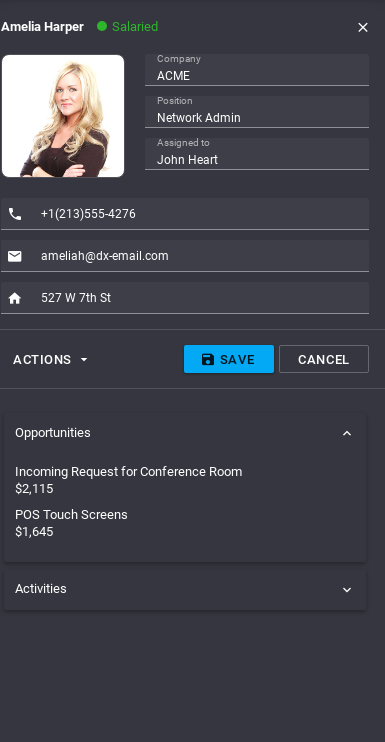 Amelia Harper
Salaried
Company
ACME
Position
Network Admin
Assigned to
John Heart
+1(213)555-4276
ameliah@dx-email.com
527 W 7th St
ACTIONS
SAVE
CANCEL
Opportunities
Incoming Request for Conference Room
$2,115
POS Touch Screens
$1,645
Activities